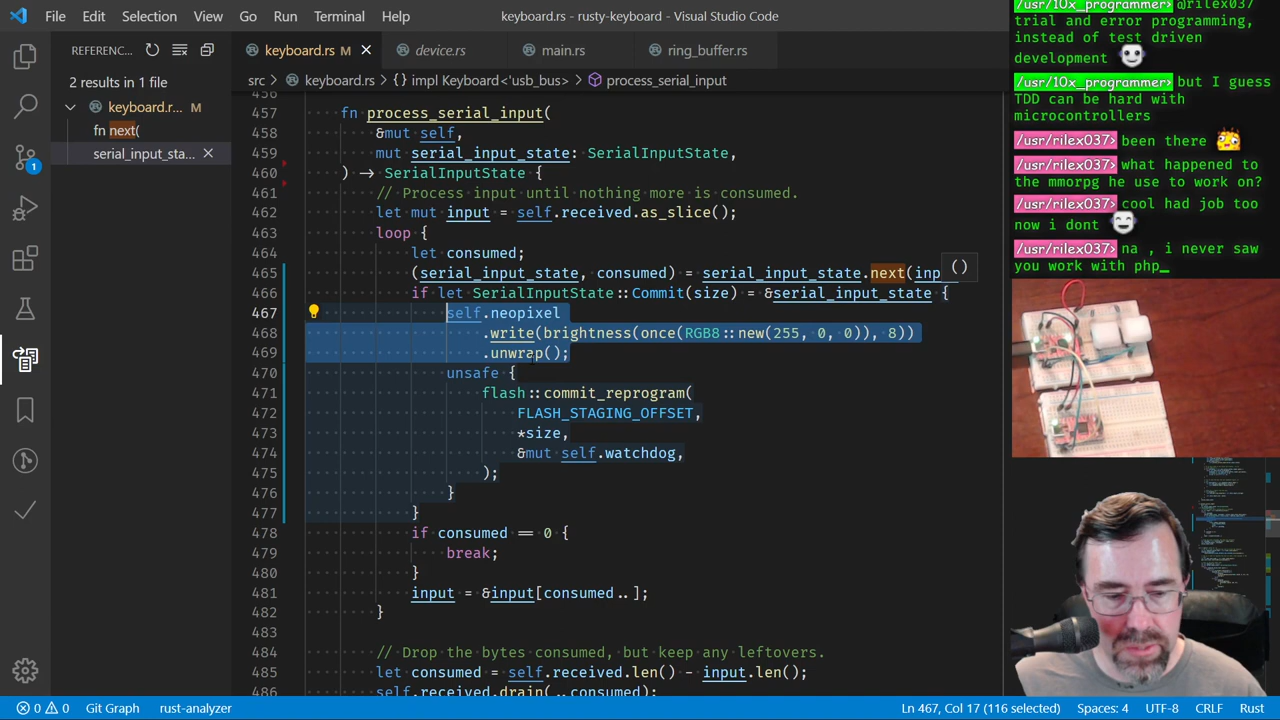 File Edit Selection View Go Run Terminal Help
keyboard.rs • rusty-keyboard - Visual Studio Code
REFERENC...
2 results in 1 file
keyboard.r... M
fn next(
serial_input_sta...
keyboard.rs M
device.rs
main.rs
ring_buffer.rs
src > keyboard.rs > {} impl Keyboard<'usb_bus> > process_serial_input
456
457 fn process_serial_input(
458 &mut self,
459 mut serial_input_state: SerialInputState,
460 ) -> SerialInputState {
461 // Process input until nothing more is consumed.
462 let mut input = self.received.as_slice();
463 loop {
464 let consumed;
465 (serial_input_state, consumed) = serial_input_state.next(inp
()
466 if let SerialInputState::Commit(size) = &serial_input_state {
467 self.neopixel
468 .write(brightness(once(RGB8::new(255, 0, 0)), 8))
469 .unwrap();
470 unsafe {
471 flash::commit_reprogram(
472 FLASH_STAGING_OFFSET,
473 *size,
474 &mut self.watchdog,
475 );
476 }
477 }
478 if consumed == 0 {
479 break;
480 }
481 input = &input[consumed..];
482 }
483
484 // Drop the bytes consumed, but keep any leftovers.
485 let consumed = self.received.len() - input.len();
486 self.received.drain(..consumed);
/usr/10x_programmer> @rilex037
trial and error programming,
instead of test driven
development
/usr/10x_programmer> but I guess
TDD can be hard with
microcontrollers
/usr/rilex037> been there
/usr/rilex037> what happened to
the mmorpg he use to work on?
/usr/rilex037> cool had job too
now i dont
/usr/rilex037> na , i never saw
you work with php_
1
0 0 Git Graph rust-analyzer
Ln 467, Col 17 (116 selected) Spaces: 4 UTF-8 CRLF Rust